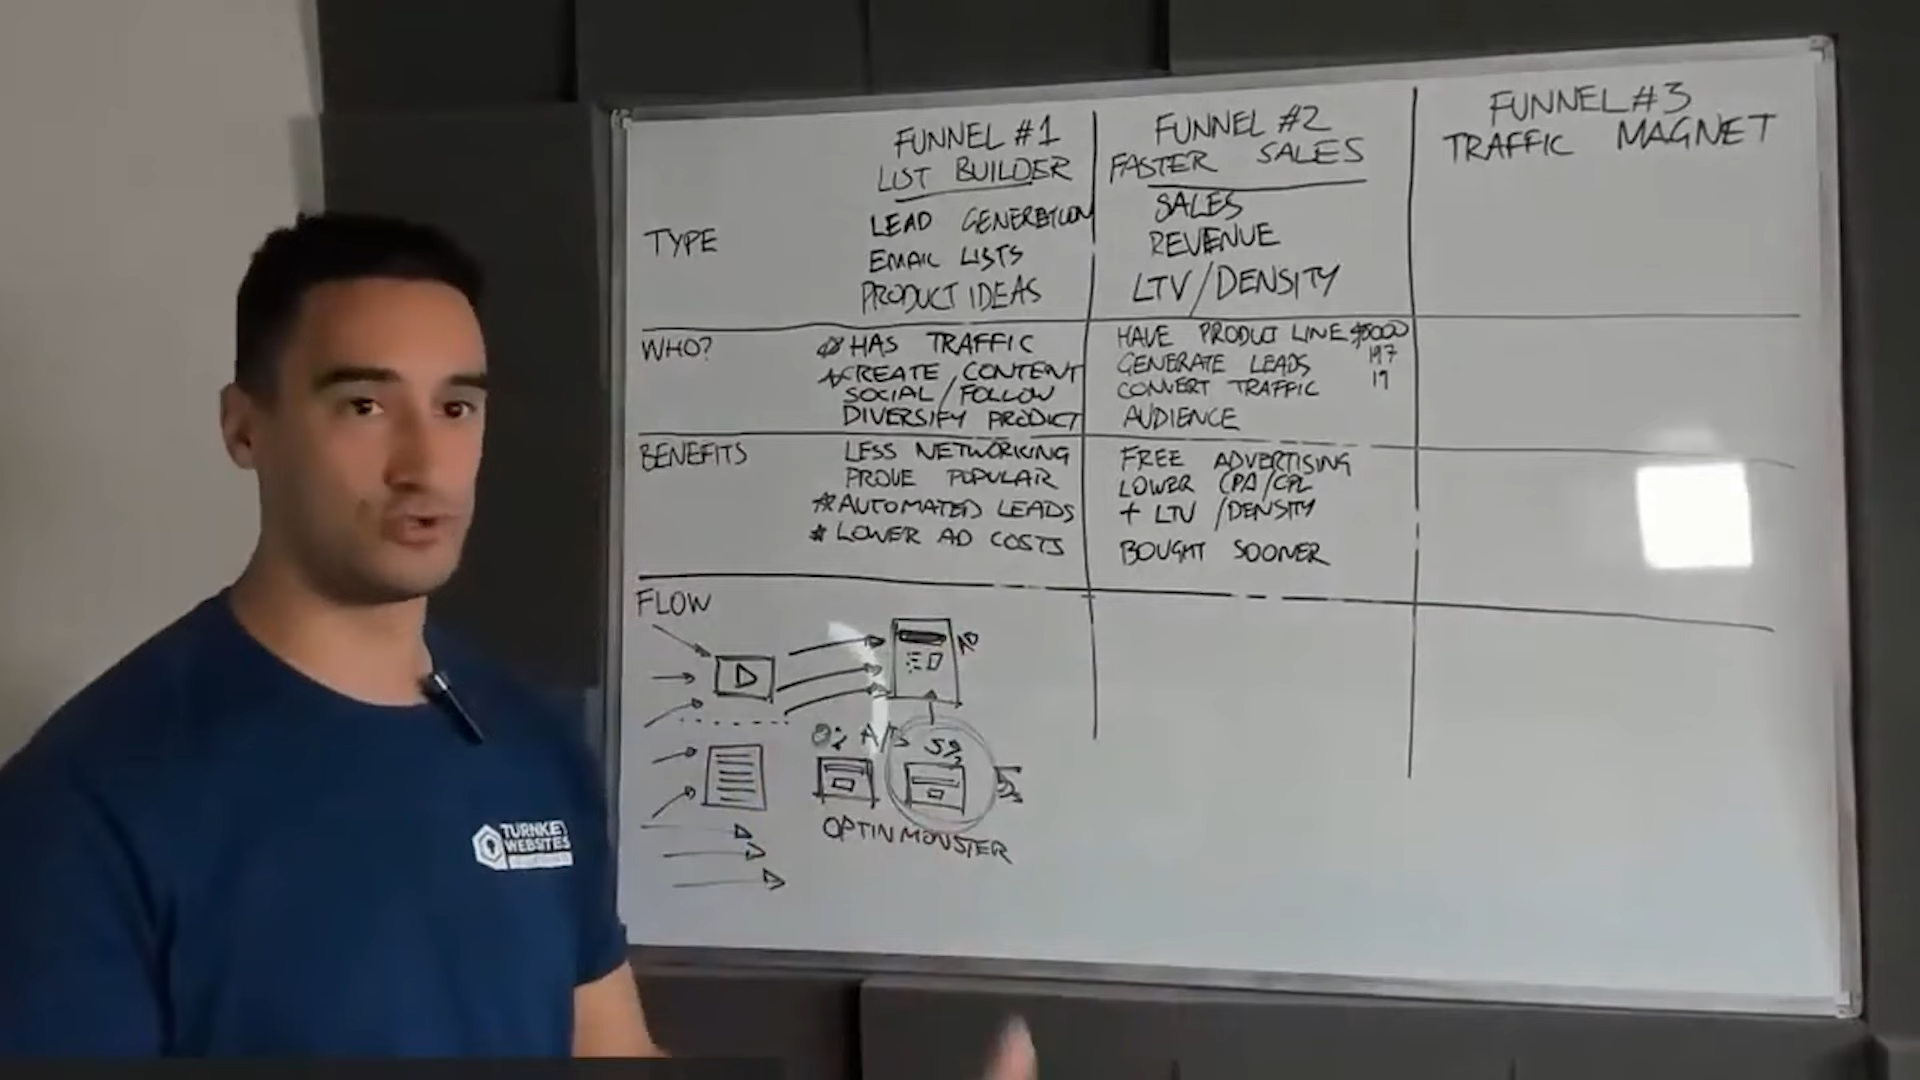 FUNNEL #1
LIST BUILDER
FUNNEL #2
FASTER SALES
FUNNEL #3
TRAFFIC MAGNET
TYPE
LEAD GENERATION
EMAIL LISTS
PRODUCT IDEAS
SALES
REVENUE
LTV/DENSITY
WHO?
HAS TRAFFIC
CREATE CONTENT
SOCIAL/FOLLOW
DIVERSIFY PRODUCT
HAVE PRODUCT LINE $5000
GENERATE LEADS 197
CONVERT TRAFFIC 19
AUDIENCE
BENEFITS
LESS NETWORKING
PROVE POPULAR
AUTOMATED LEADS
LOWER AD COSTS
FREE ADVERTISING
LOWER CPA/CPL
+ LTV /DENSITY
BOUGHT SOONER
FLOW
OPTINMONSTER
TURNKEY
WEBSITES